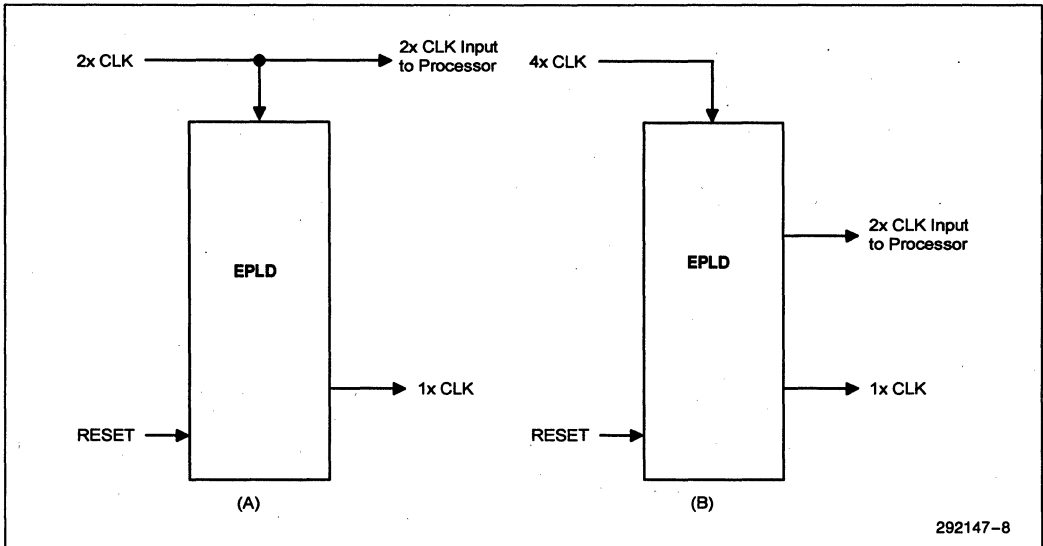 2x CLK
2x CLK Input
to Processor
EPLD
1x CLK
RESET
(A)
4x CLK
2x CLK Input
to Processor
EPLD
1x CLK
RESET
(B)
292147-8